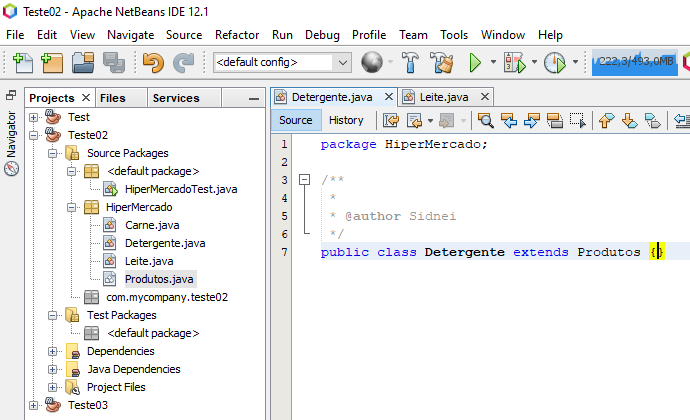 Teste02 - Apache NetBeans IDE 12.1
File Edit View Navigate Source Refactor Run Debug Profile Team Tools Window Help
<default config>
222,3/493,0MB
Navigator
Projects × Files Services
Test
Teste02
Source Packages
<default package>
HiperMercadoTest.java
HiperMercado
Carne.java
Detergente.java
Leite.java
Produtos.java
com.mycompany.teste02
Test Packages
<default package>
Dependencies
Java Dependencies
Project Files
Teste03
Detergente.java × Leite.java ×
Source History
1 package HiperMercado;
2
3 /**
4 *
5 * @author Sidnei
6 */
7 public class Detergente extends Produtos {}